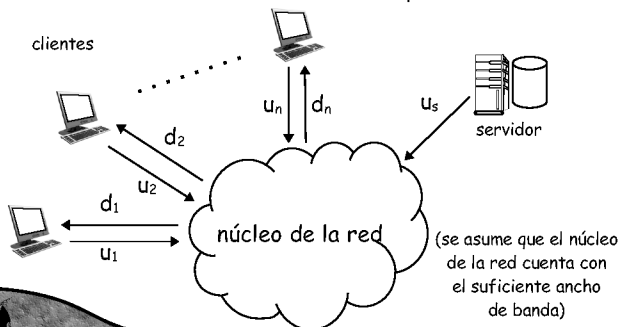 clientes
uₙ
dₙ
uₛ
servidor
d₂
u₂
d₁
u₁
núcleo de la red
(se asume que el núcleo
de la red cuenta con
el suficiente ancho
de banda)